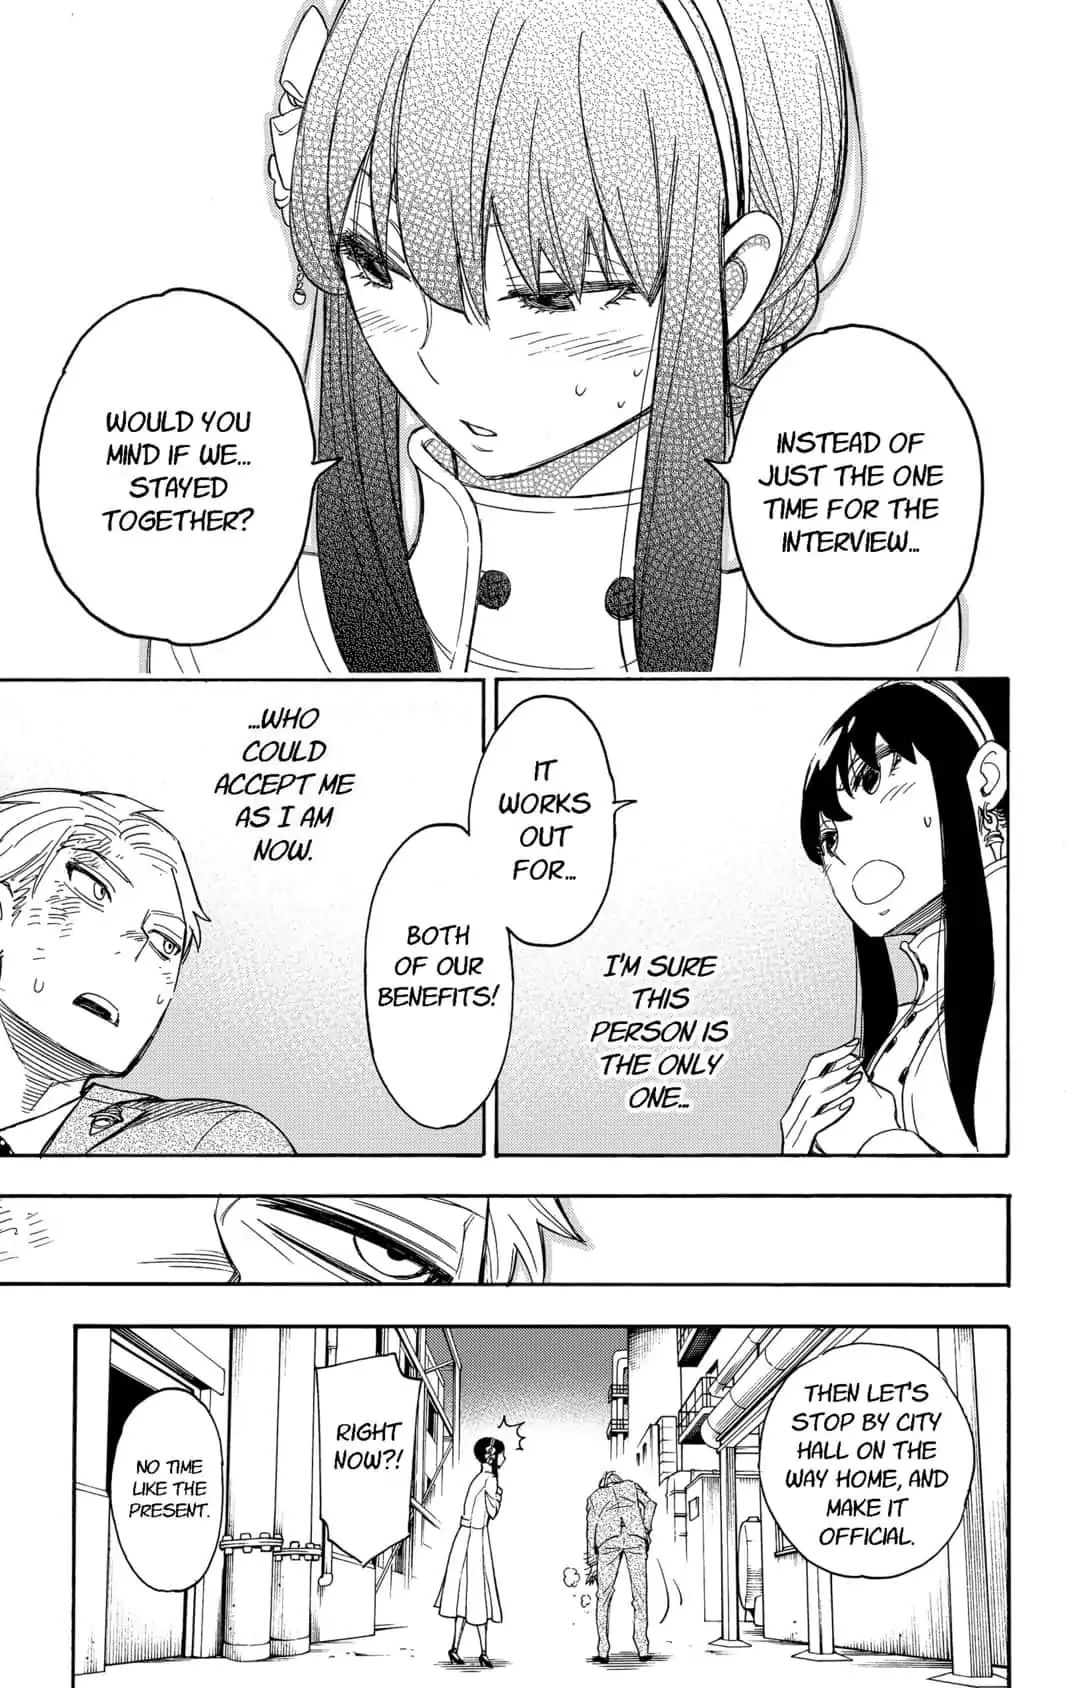 INSTEAD OF
JUST THE ONE
TIME FOR THE
INTERVIEW...
WOULD YOU
MIND IF WE...
STAYED
TOGETHER?
IT
WORKS
OUT
FOR...
BOTH
OF OUR
BENEFITS!
I'M SURE
THIS
PERSON IS
THE ONLY
ONE...
...WHO
COULD
ACCEPT ME
AS I AM
NOW.
THEN LET'S
STOP BY CITY
HALL ON THE
WAY HOME, AND
MAKE IT
OFFICIAL.
RIGHT
NOW?!
NO TIME
LIKE THE
PRESENT.